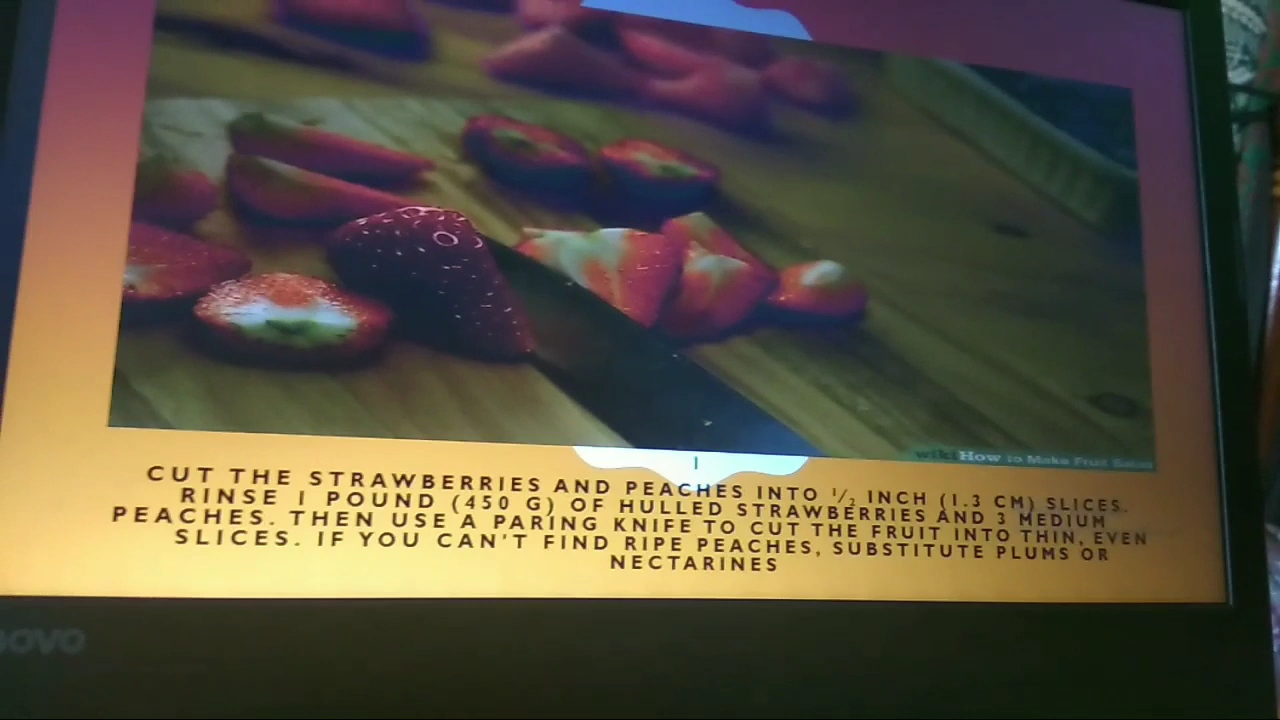 wikiHow to Make Fruit Salad
1
CUT THE STRAWBERRIES AND PEACHES INTO 1/2 INCH (1.3 CM) SLICES.
RINSE 1 POUND (450 G) OF HULLED STRAWBERRIES AND 3 MEDIUM
PEACHES. THEN USE A PARING KNIFE TO CUT THE FRUIT INTO THIN, EVEN
SLICES. IF YOU CAN'T FIND RIPE PEACHES, SUBSTITUTE PLUMS OR
NECTARINES